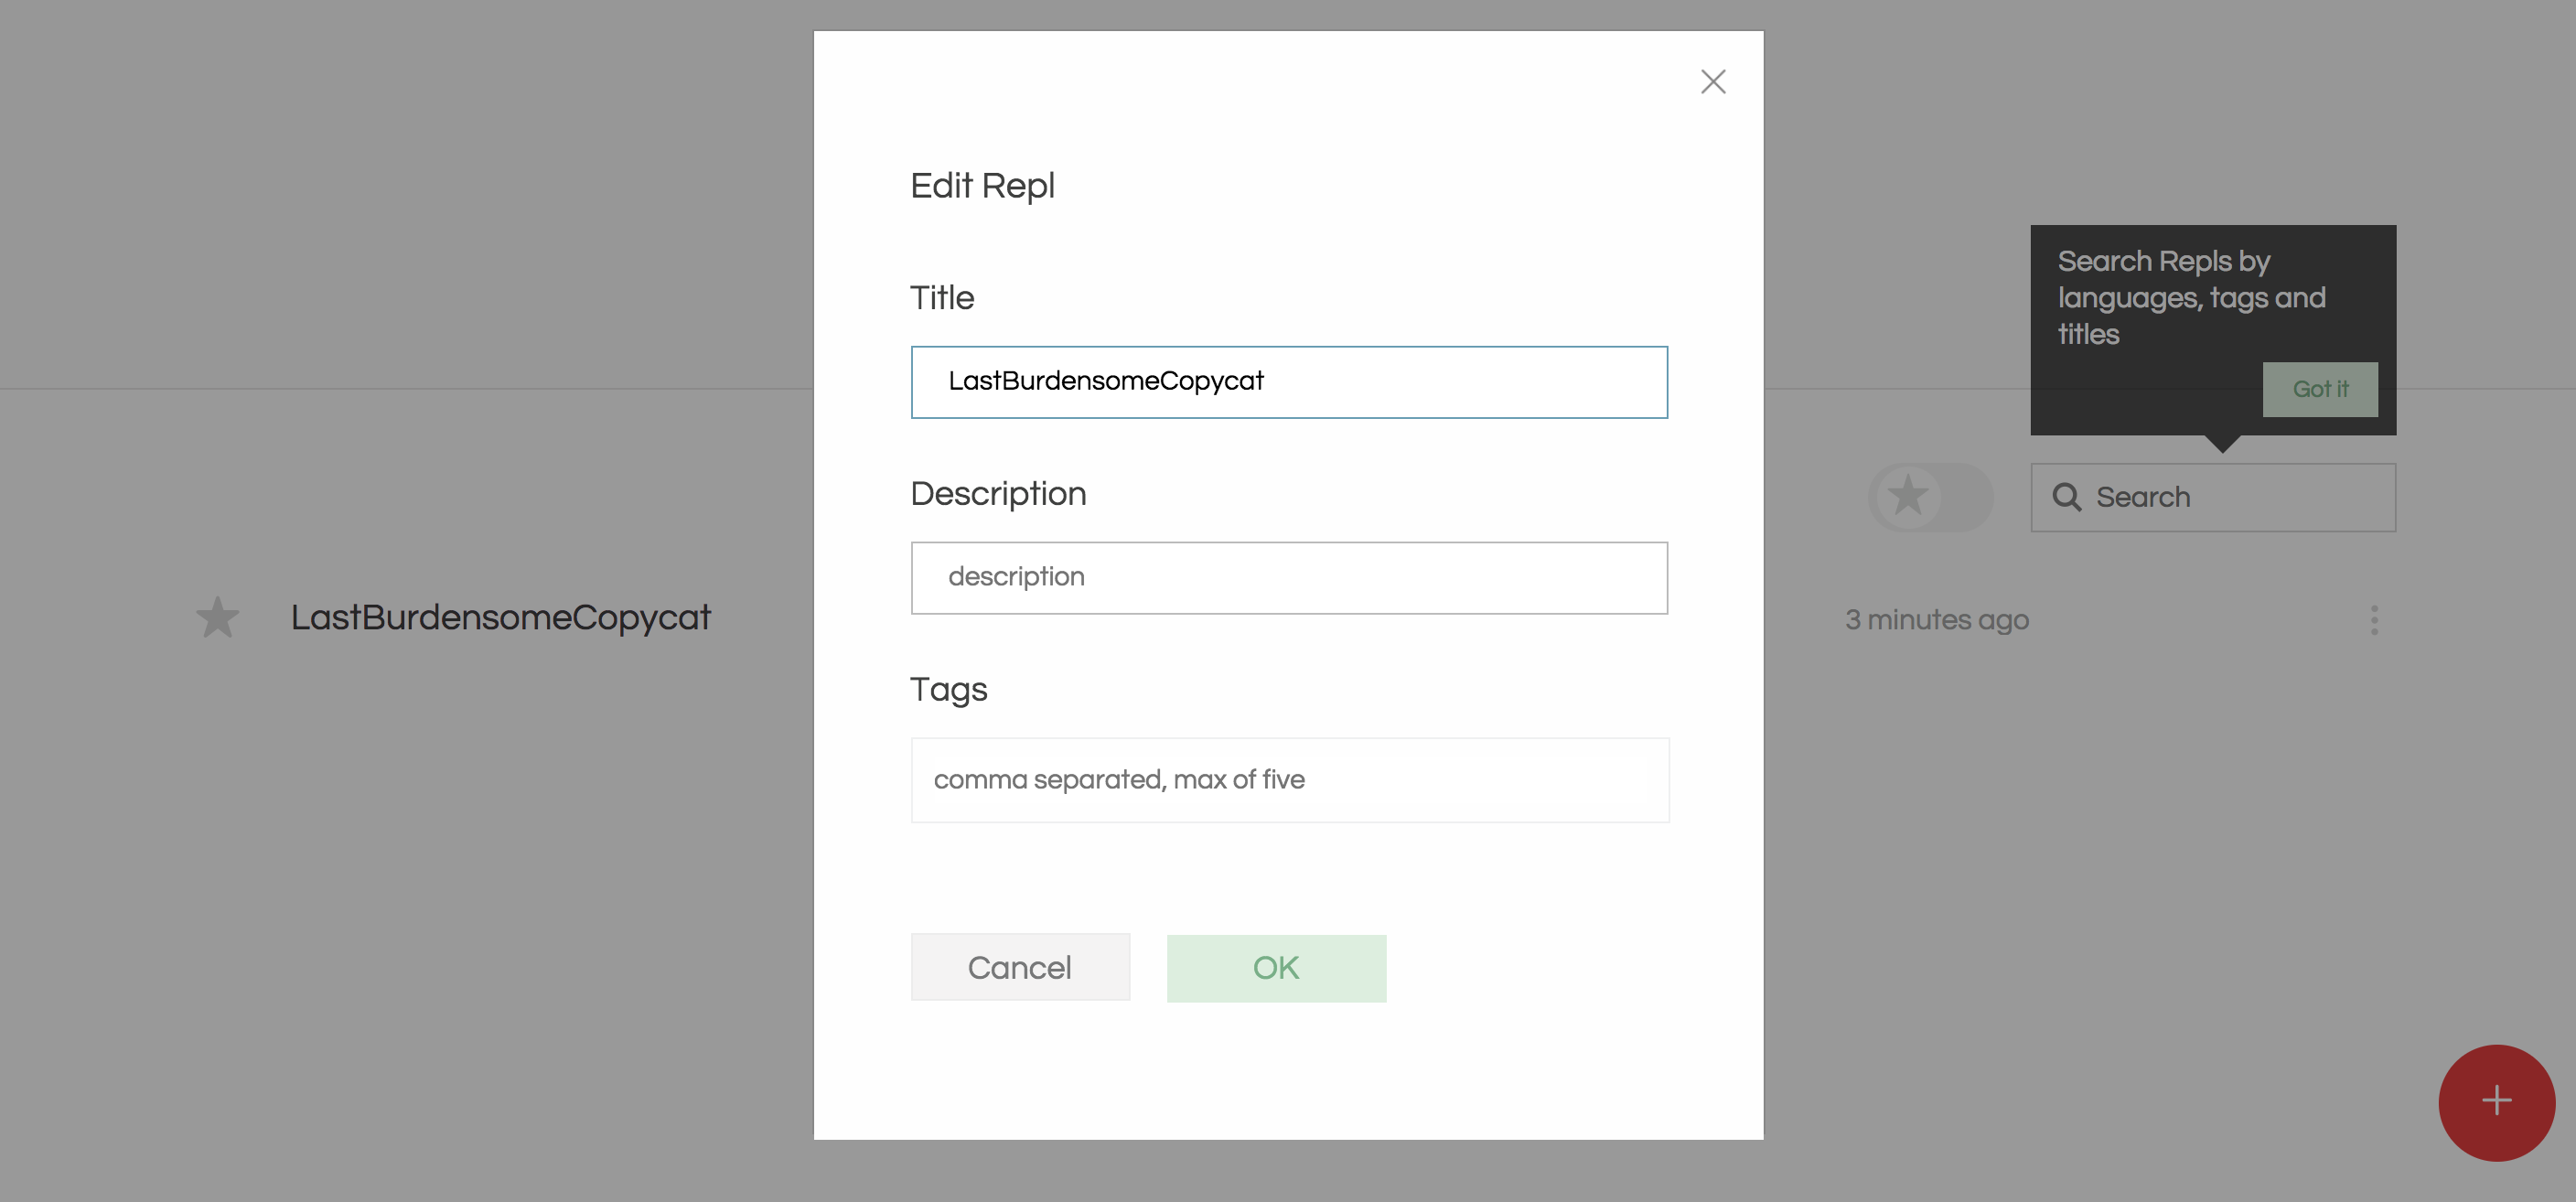 Edit Repl
Title
LastBurdensomeCopycat
Description
description
Tags
comma separated, max of five
Cancel
OK
Search Repls by
languages, tags and
titles
Got it
Search
LastBurdensomeCopycat
3 minutes ago